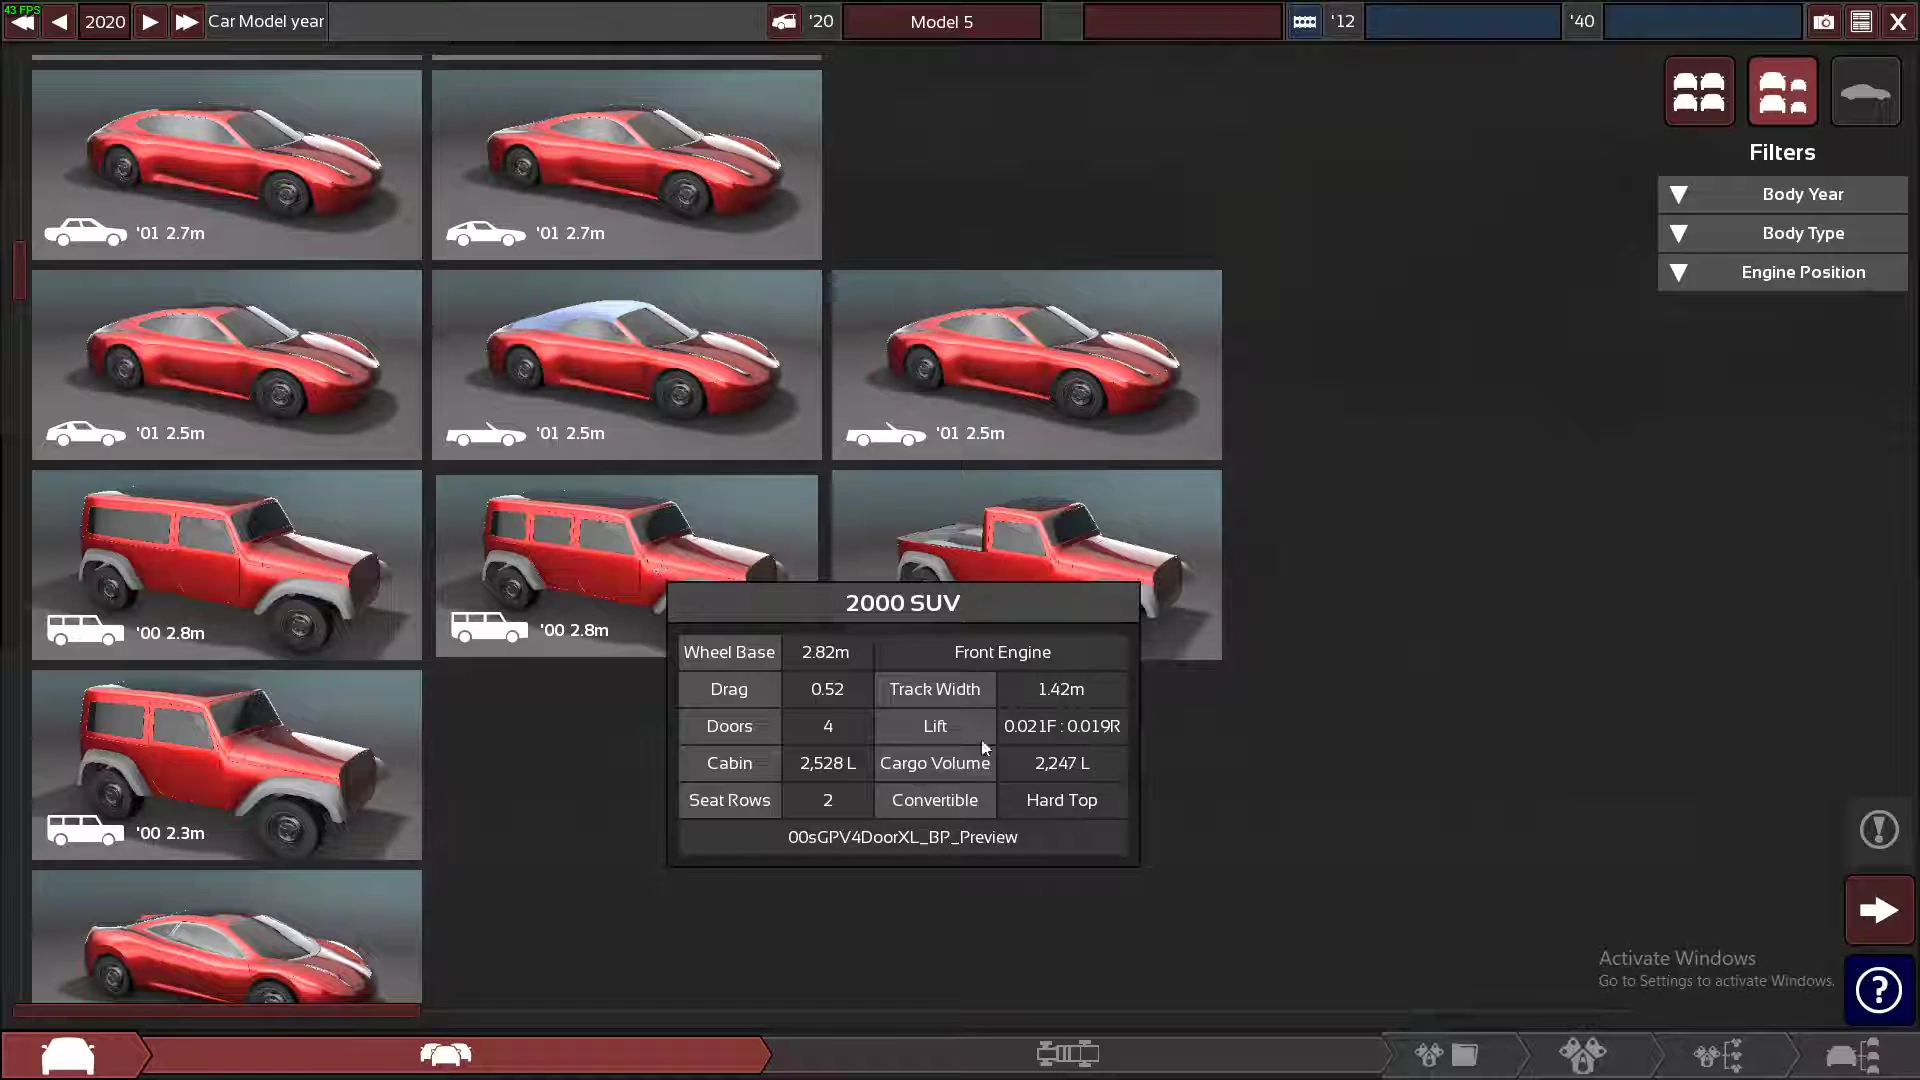 43 FPS
2020 Car Model year '20 Model 5 '12 '40
'01 2.7m '01 2.7m
'01 2.5m '01 2.5m '01 2.5m
'00 2.8m '00 2.8m
'00 2.3m
2000 SUV
Wheel Base 2.82m Front Engine
Drag 0.52 Track Width 1.42m
Doors 4 Lift 0.021F : 0.019R
Cabin 2,528 L Cargo Volume 2,247 L
Seat Rows 2 Convertible Hard Top
00sGPV4DoorXL_BP_Preview
Filters
Body Year
Body Type
Engine Position
Activate Windows
Go to Settings to activate Windows.
?